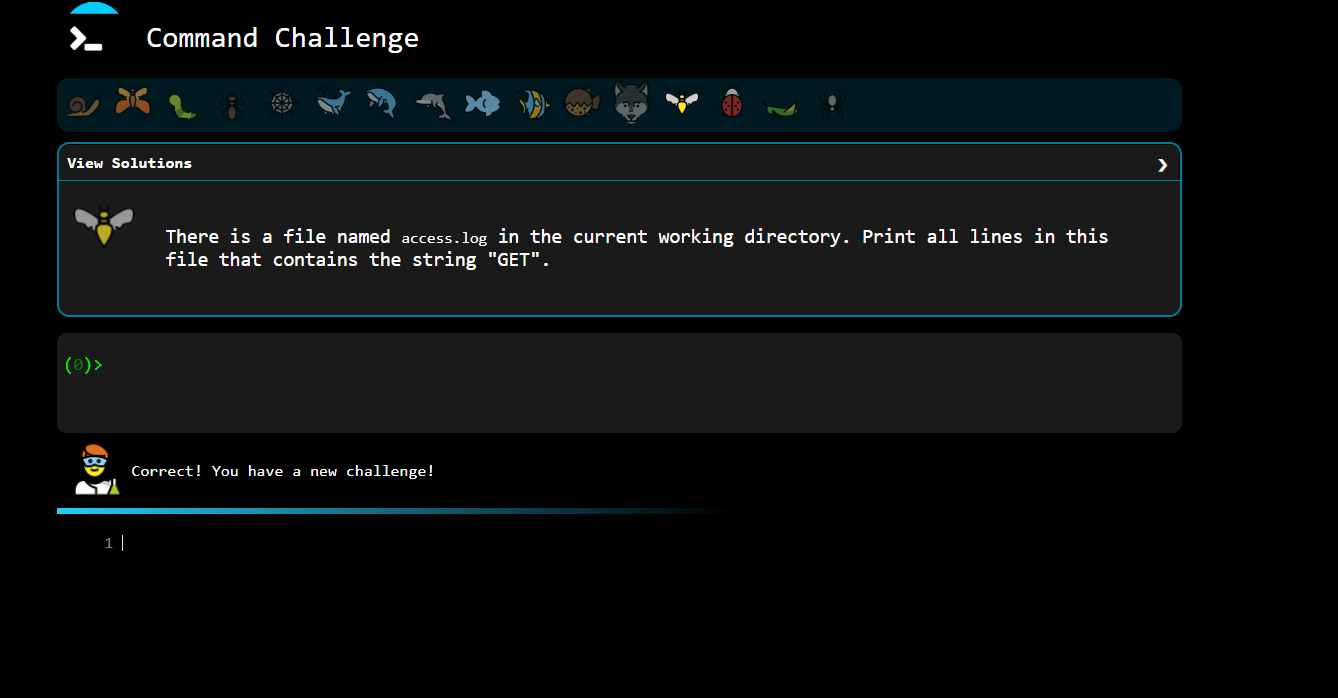 Command Challenge
View Solutions
There is a file named access.log in the current working directory. Print all lines in this
file that contains the string "GET".
(0)>
Correct! You have a new challenge!
1